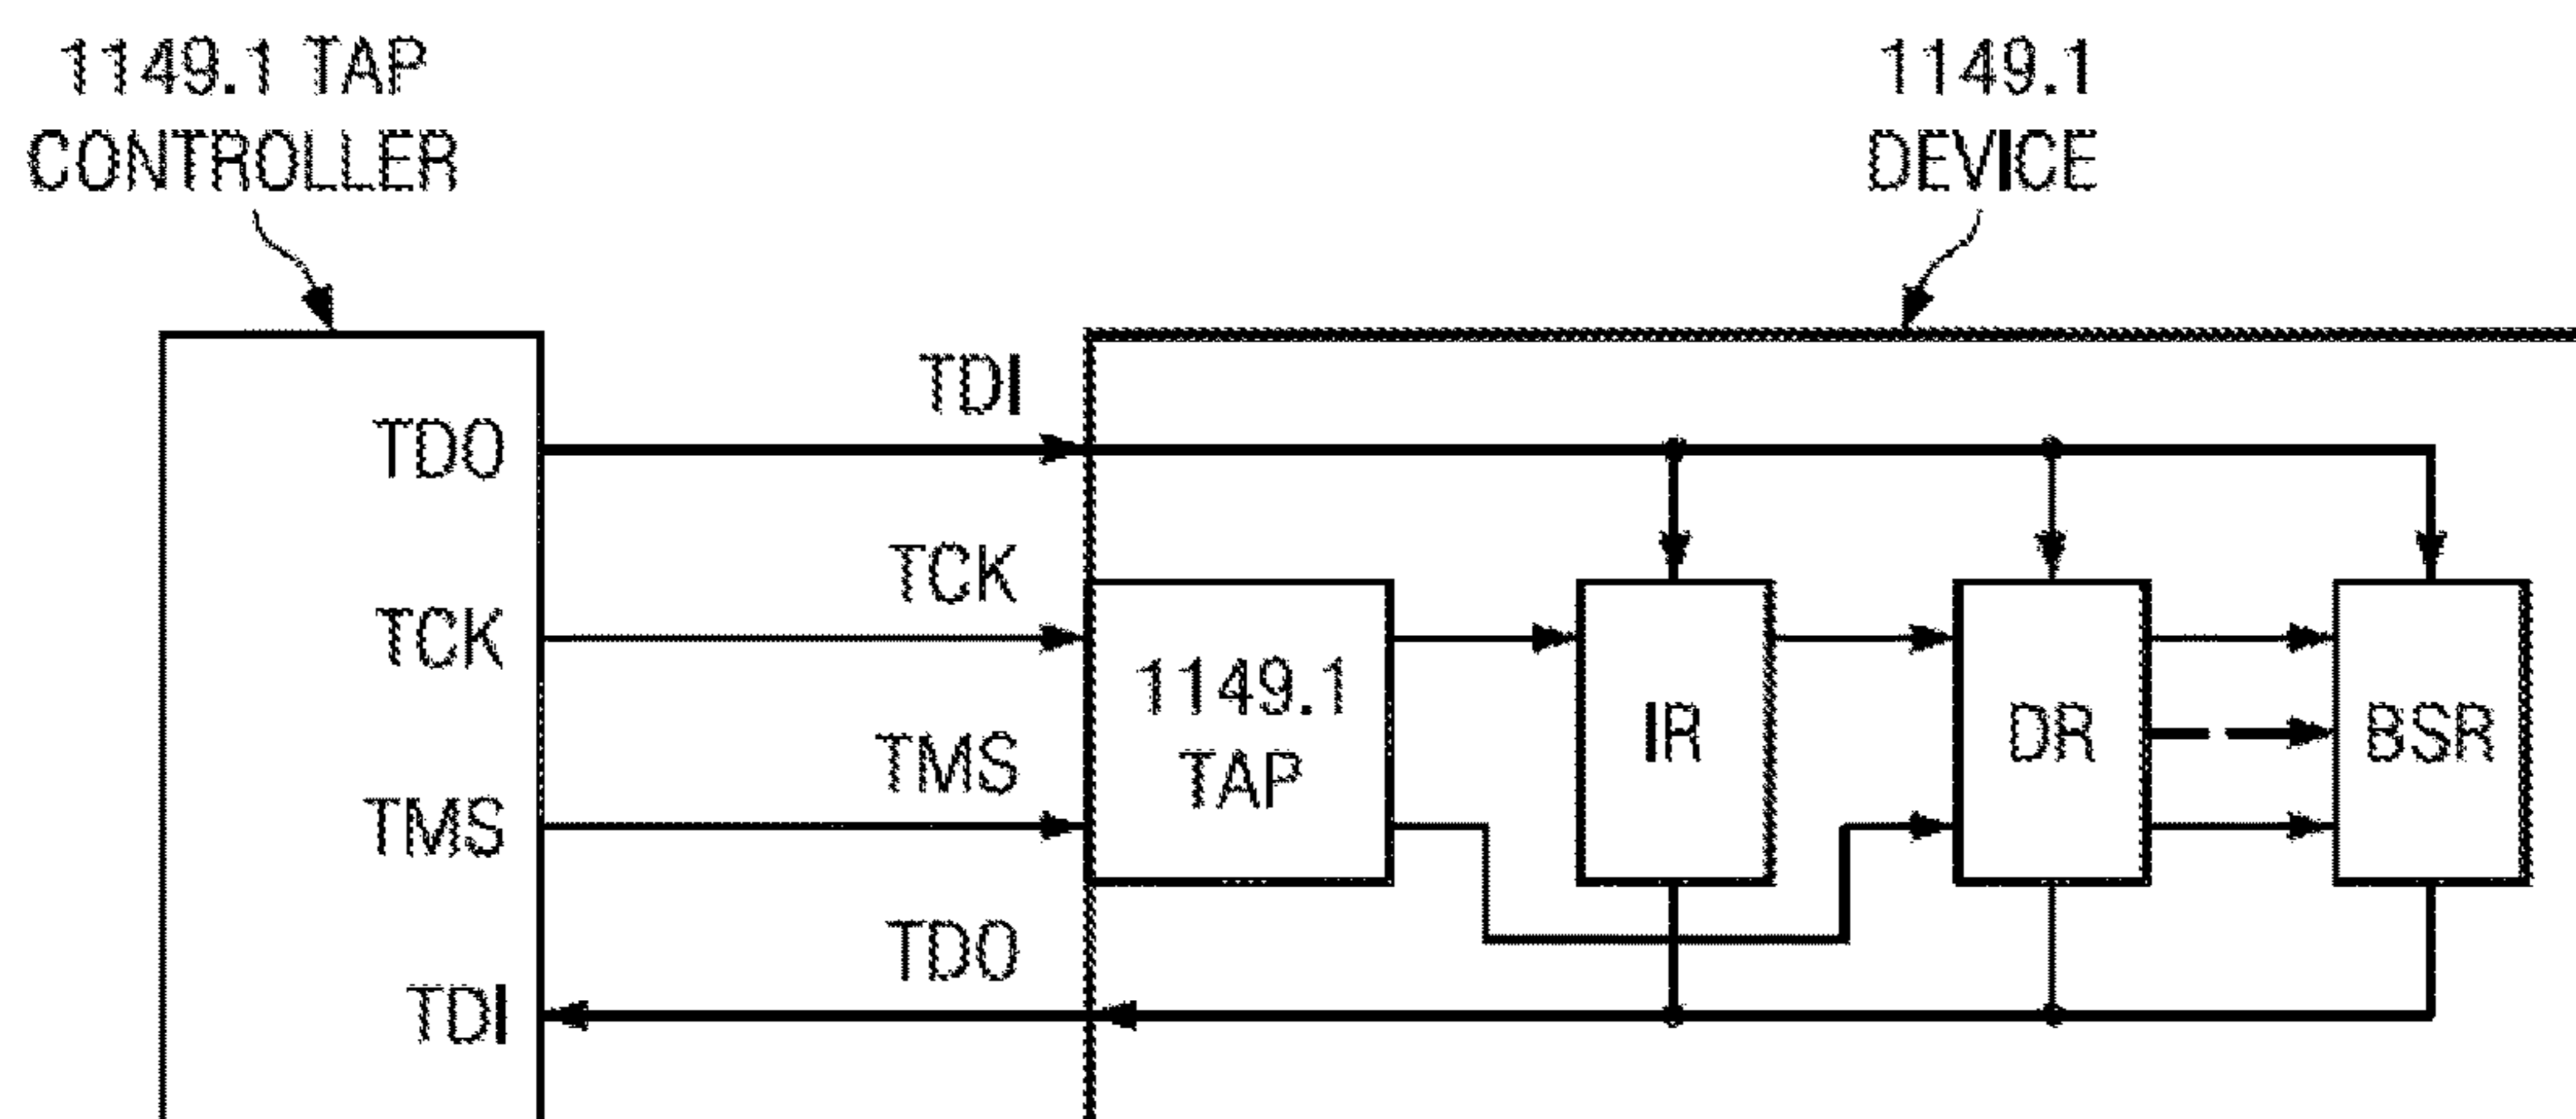 1149.1 TAP
CONTROLLER
1149.1
DEVICE
TDO
TDI
TCK
TCK
TMS
TMS
TDI
TDO
1149.1
TAP
IR
DR
BSR